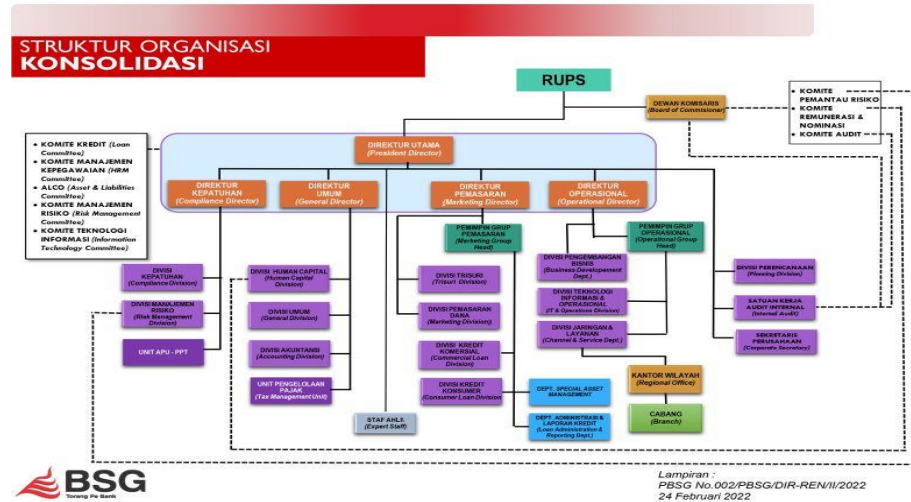 STRUKTUR ORGANISASI
KONSOLIDASI
RUPS
DEWAN KOMISARIS
(Board of Commisioner)
• KOMITE
PEMANTAU RISIKO
• KOMITE
REMUNERASI &
NOMINASI
• KOMITE AUDIT
• KOMITE KREDIT (Loan
Committee)
• KOMITE MANAJEMEN
KEPEGAWAIAN (HRM
Committee)
• ALCO (Asset & Liabilities
Committee)
• KOMITE MANAJEMEN
RISIKO (Risk Management
Committee)
• KOMITE TEKNOLOGI
INFORMASI (Information
Technology Committee)
DIREKTUR UTAMA
(President Director)
DIREKTUR
KEPATUHAN
(Compliance Director)
DIREKTUR
UMUM
(General Director)
DIREKTUR
PEMASARAN
(Marketing Director)
DIREKTUR
OPERASIONAL
(Operational Director)
PEMIMPIN GRUP
PEMASARAN
(Marketing Group
Head)
PEMIMPIN GRUP
OPERASIONAL
(Operational Group
Head)
DIVISI
KEPATUHAN
(Compliance Division)
DIVISI MANAJEMEN
RISIKO
(Risk Management
Division)
UNIT APU - PPT
DIVISI HUMAN CAPITAL
(Human Capital
Division)
DIVISI UMUM
(General Division)
DIVISI AKUNTANSI
(Accounting Division)
UNIT PENGELOLAAN
PAJAK
(Tax Management Unit)
STAF AHLI
(Expert Staff)
DIVISI TRISURI
(Trisuri Division)
DIVISI PEMASARAN
DANA
(Marketing Division)
DIVISI KREDIT
KOMERSIAL
(Commercial Loan
Division)
DIVISI KREDIT
KONSUMER
(Consumer Loan Division
DEPT. SPECIAL ASSET
MANAGEMENT
DEPT. ADMINISTRASI &
LAPORAN KREDIT
(Loan Administration &
Reporting Dept.)
DIVISI PENGEMBANGAN
BISNIS
(Business Developement
Dept.)
DIVISI TEKNOLOGI
INFORMASI &
OPERASIONAL
(IT & Operations Division)
DIVISI JARINGAN &
LAYANAN
(Channel & Service Dept.)
KANTOR WILAYAH
(Regional Office)
CABANG
(Branch)
DIVISI PERENCANAAN
(Planning Division)
SATUAN KERJA
AUDIT INTERNAL
(Internal Audit)
SEKRETARIS
PERUSAHAAN
(Corporate Secretary)
BSG
Torang Pe Bank
Lampiran :
PBSG No.002/PBSG/DIR-REN/II/2022
24 Februari 2022